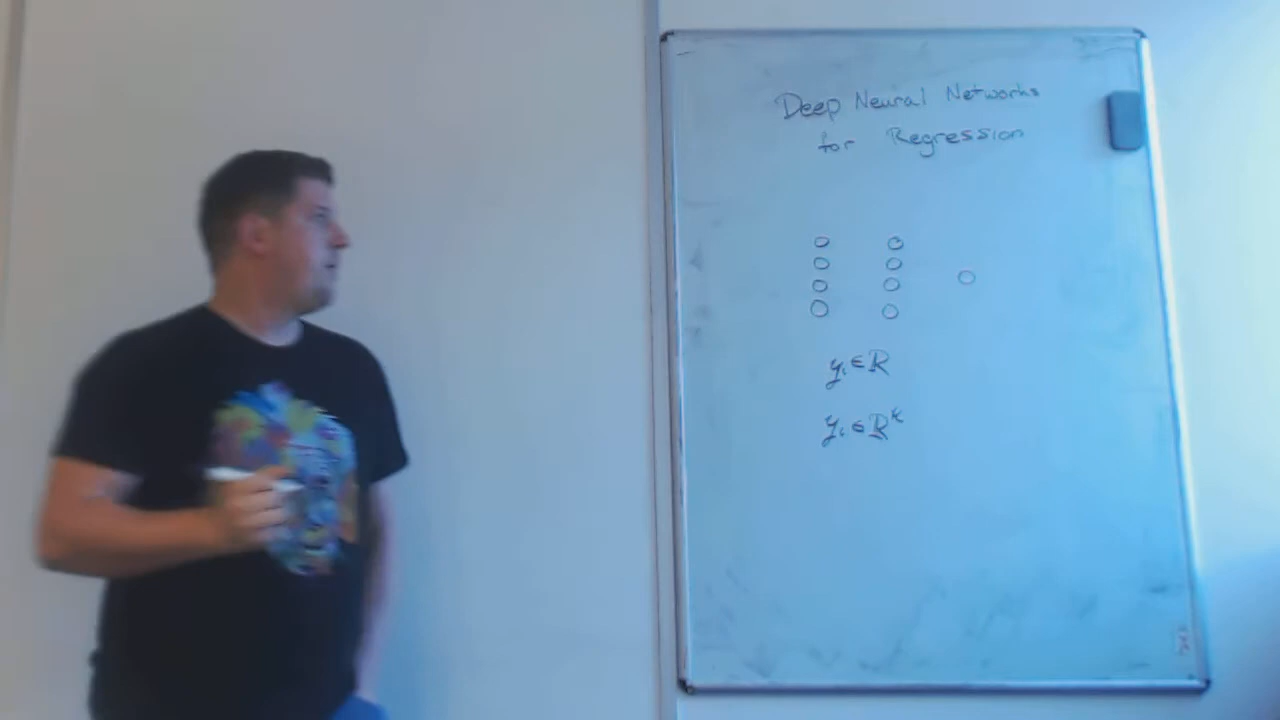 Deep Neural Networks
for Regression
yᵢ ∈ ℝ
yᵢ ∈ ℝᵏ